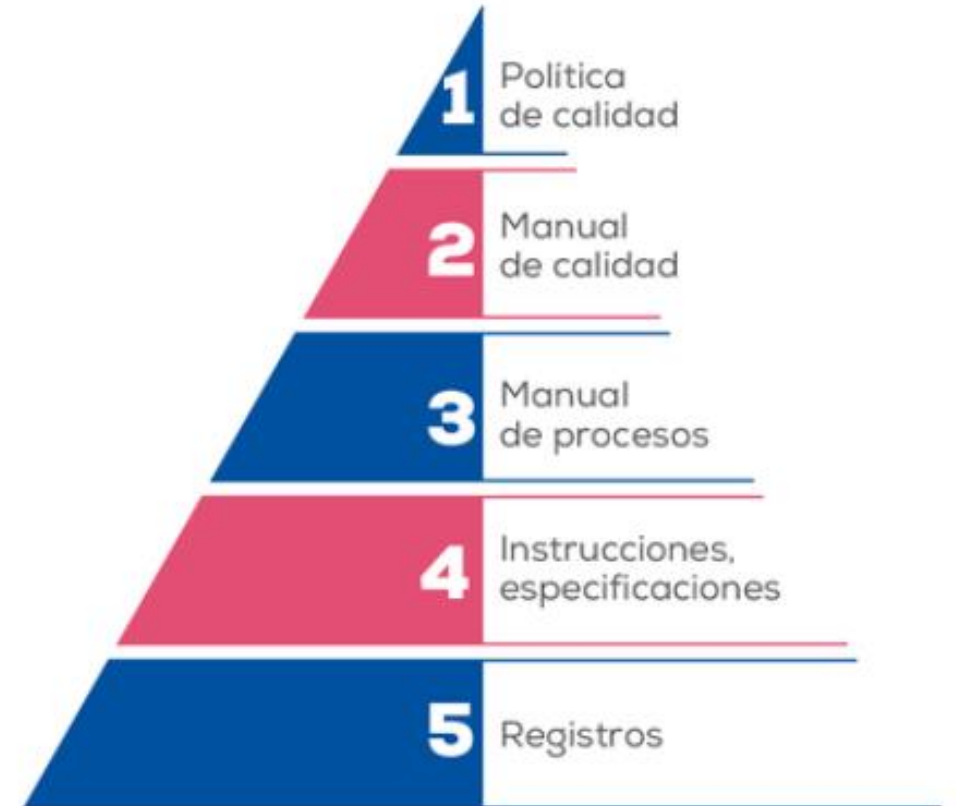 1
Política
de calidad
2
Manual
de calidad
3
Manual
de procesos
4
Instrucciones,
especificaciones
5
Registros